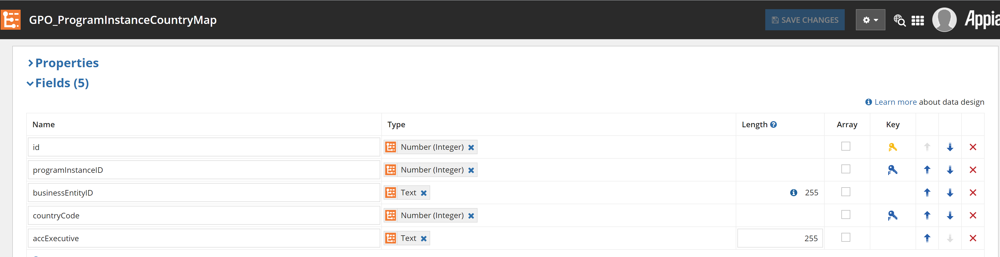 GPO_ProgramInstanceCountryMap
SAVE CHANGES
Properties
Fields (5)
Learn more about data design
Name Type Length Array Key
id Number (Integer)
programInstanceID Number (Integer)
businessEntityID Text 255
countryCode Number (Integer)
accExecutive Text 255